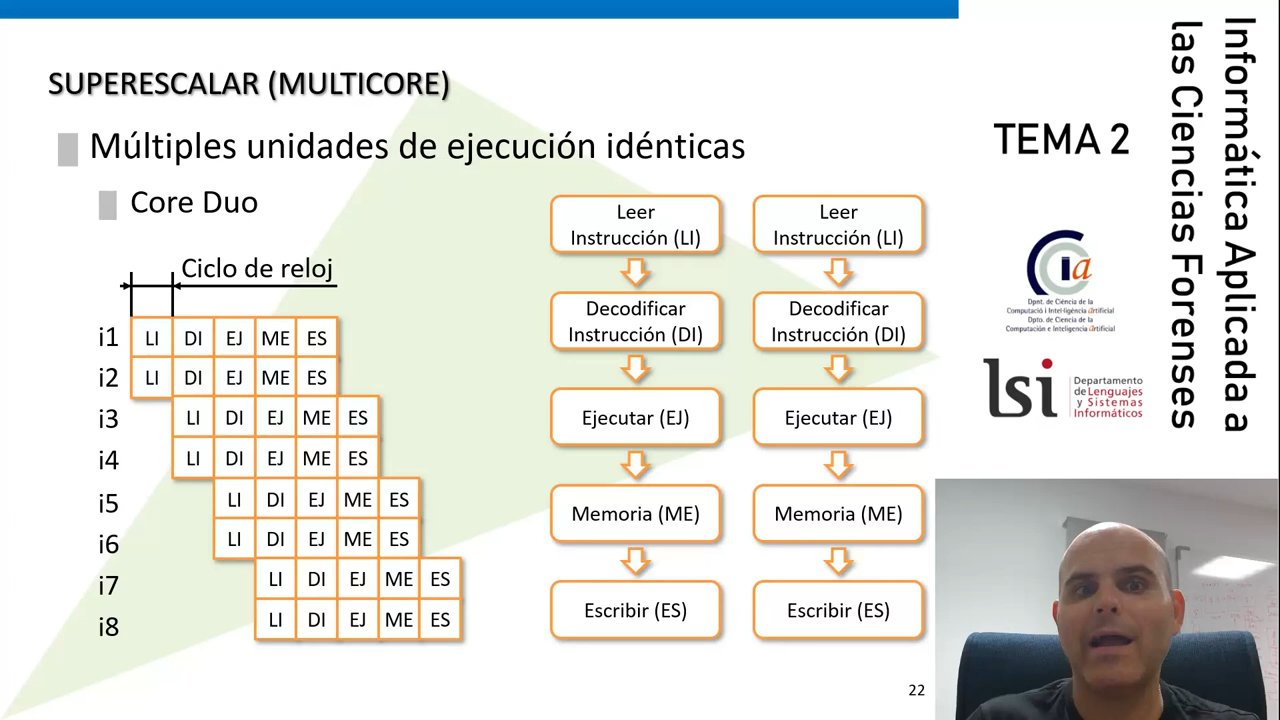 SUPERESCALAR (MULTICORE)
Múltiples unidades de ejecución idénticas
Core Duo
Ciclo de reloj
i1 LI DI EJ ME ES
i2 LI DI EJ ME ES
i3 LI DI EJ ME ES
i4 LI DI EJ ME ES
i5 LI DI EJ ME ES
i6 LI DI EJ ME ES
i7 LI DI EJ ME ES
i8 LI DI EJ ME ES
Leer
Instrucción (LI)
Decodificar
Instrucción (DI)
Ejecutar (EJ)
Memoria (ME)
Escribir (ES)
Leer
Instrucción (LI)
Decodificar
Instrucción (DI)
Ejecutar (EJ)
Memoria (ME)
Escribir (ES)
22
TEMA 2
Cia
Dpnt. de Ciència de la
Computació i Intel·ligència artificial
Dpto. de Ciencia de la
Computación e Inteligencia artificial
lsi
Departamento
de Lenguajes
y Sistemas
Informáticos
Informática Aplicada a
las Ciencias Forenses